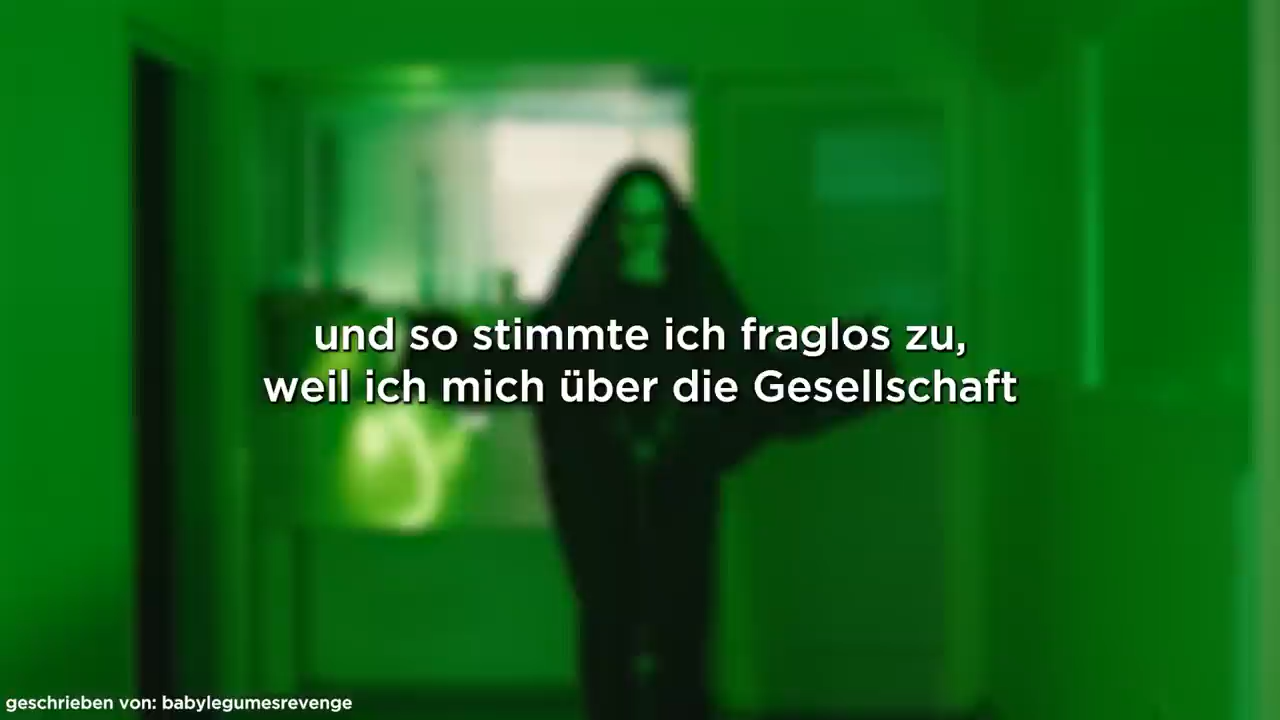 und so stimmte ich fraglos zu,
weil ich mich über die Gesellschaft
geschrieben von: babylegumesrevenge